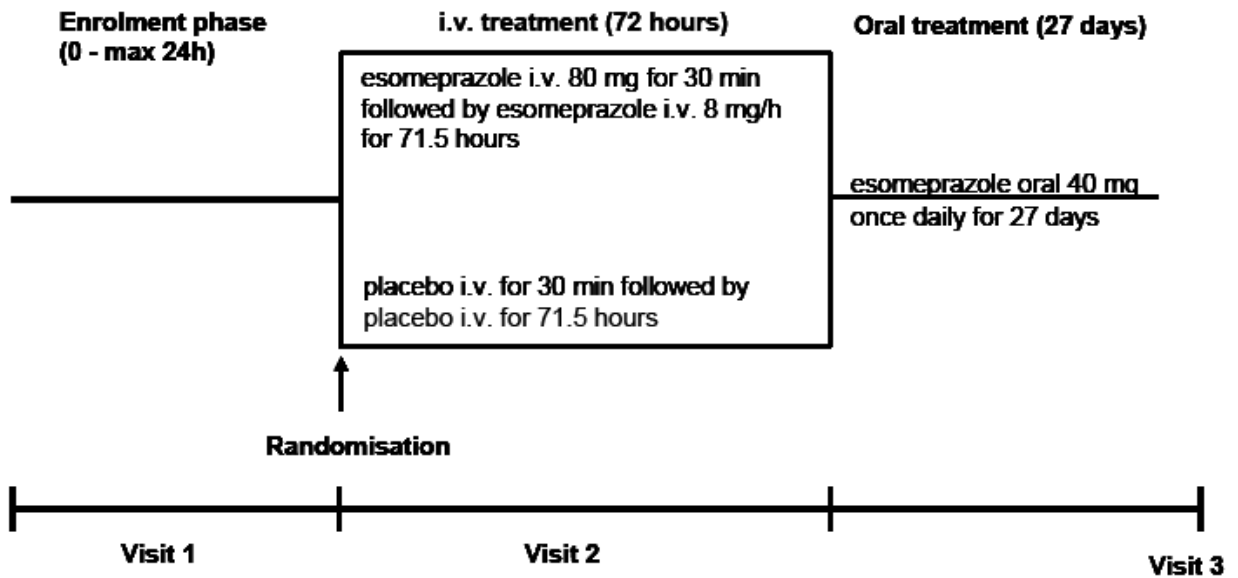 Enrolment phase
(0 - max 24h)
i.v. treatment (72 hours)
Oral treatment (27 days)
esomeprazole i.v. 80 mg for 30 min
followed by esomeprazole i.v. 8 mg/h
for 71.5 hours
esomeprazole oral 40 mg
once daily for 27 days
placebo i.v. for 30 min followed by
placebo i.v. for 71.5 hours
Randomisation
Visit 1
Visit 2
Visit 3